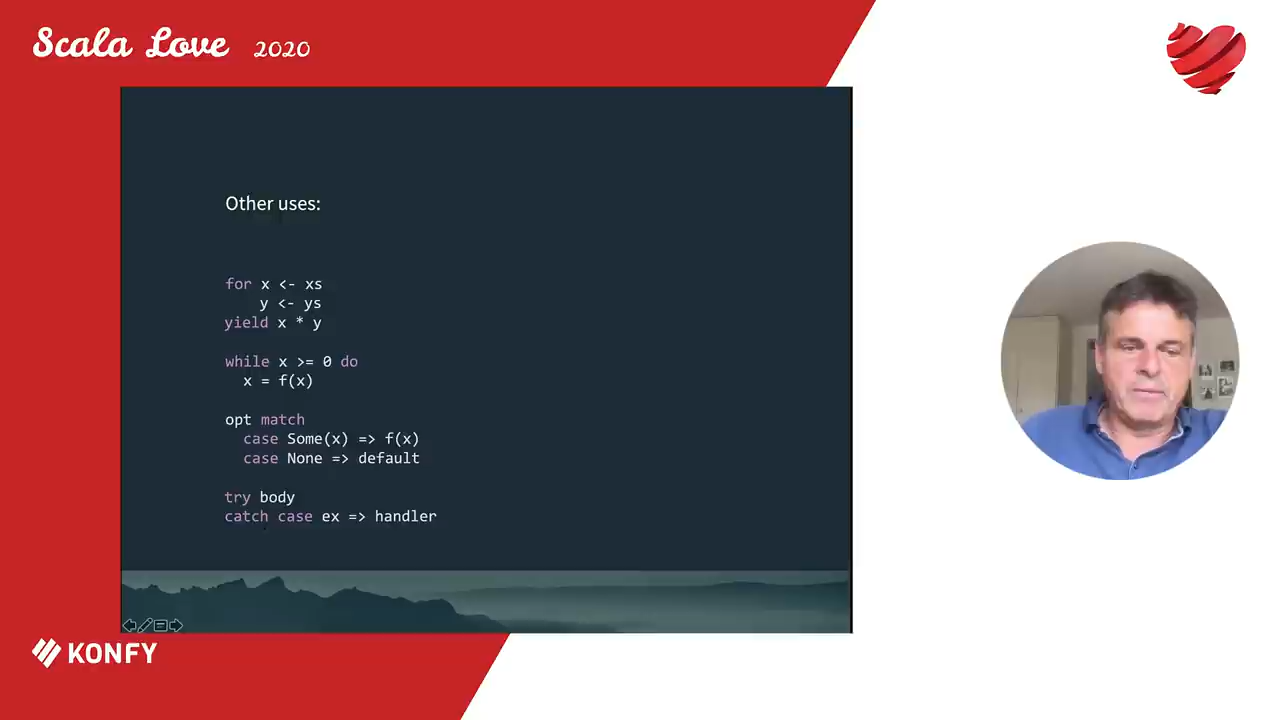 Scala Love 2020
Other uses:
for x <- xs
    y <- ys
yield x * y
while x >= 0 do
  x = f(x)
opt match
  case Some(x) => f(x)
  case None => default
try body
catch case ex => handler
KONFY